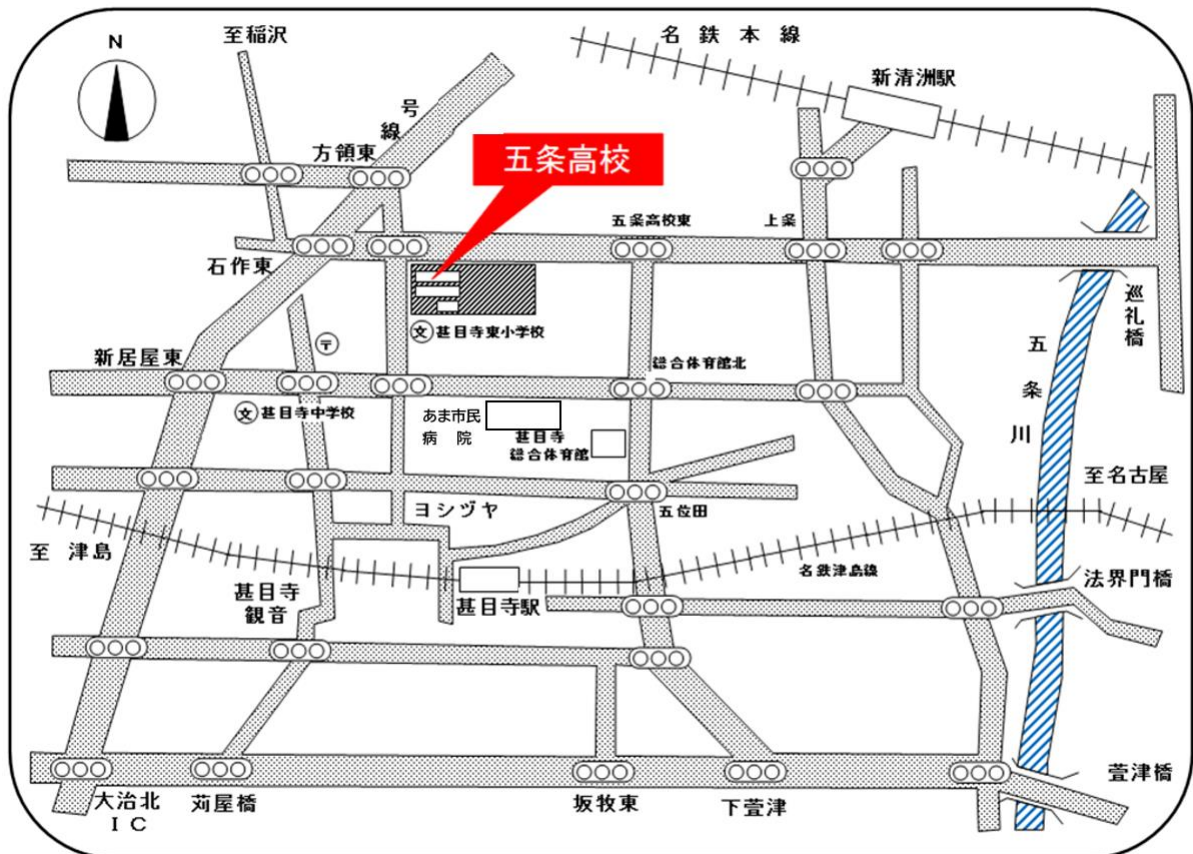 N
至稲沢
名鉄本線
新清洲駅
号線
方領東
五条高校
五条高校東
上条
石作東
巡礼橋
文 甚目寺東小学校
〒
五条川
新居屋東
総合体育館北
文 甚目寺中学校
あま市民
病院
甚目寺
総合体育館
至名古屋
ヨシヅヤ
五位田
至 津島
名鉄津島線
法界門橋
甚目寺
観音
甚目寺駅
萱津橋
大治北
IC
苅屋橋
坂牧東
下萱津